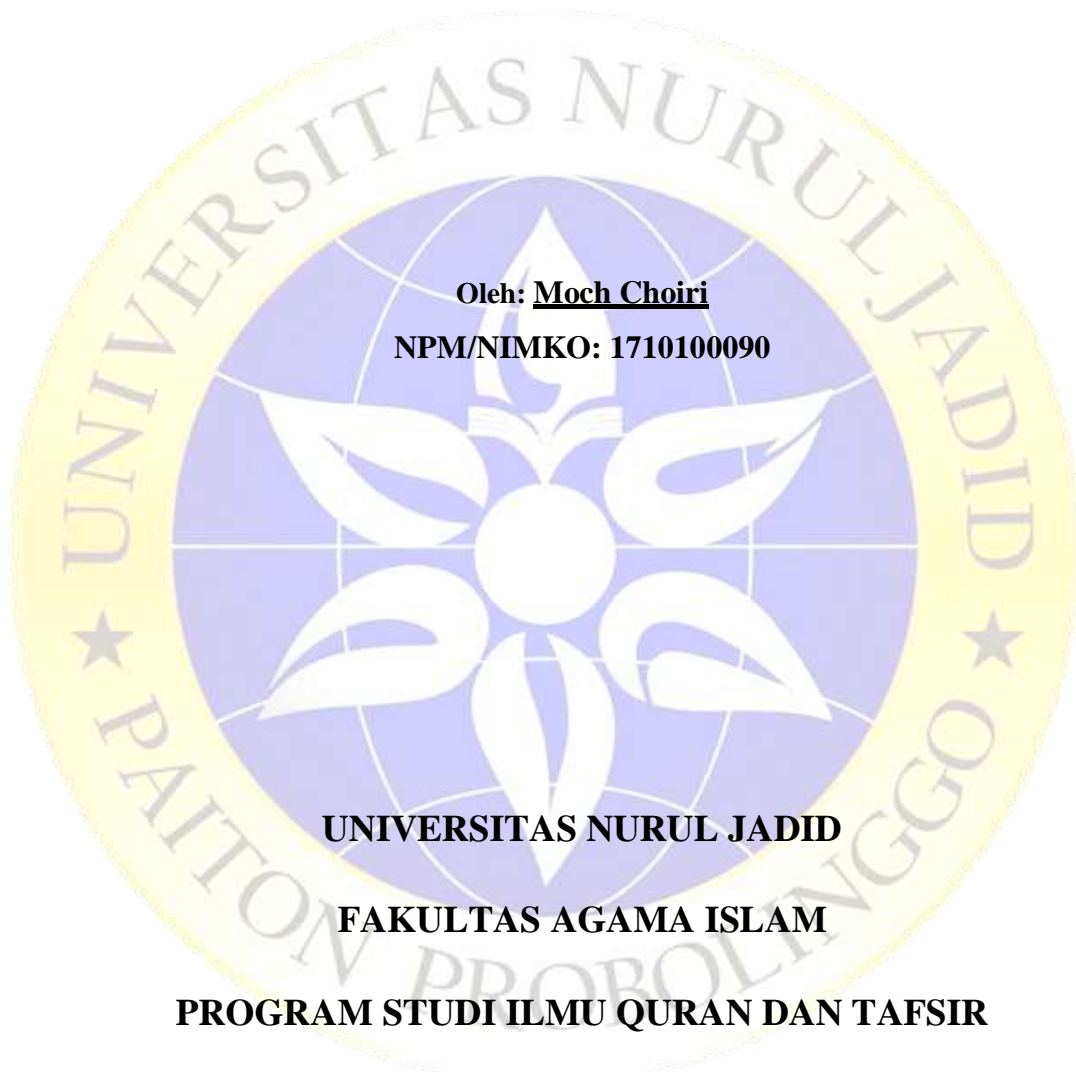 UNIVERSITAS NURUL JADID
★ PAITON PROBOLINGGO ★
Oleh: Moch Choiri
NPM/NIMKO: 1710100090
UNIVERSITAS NURUL JADID
FAKULTAS AGAMA ISLAM
PROGRAM STUDI ILMU QURAN DAN TAFSIR